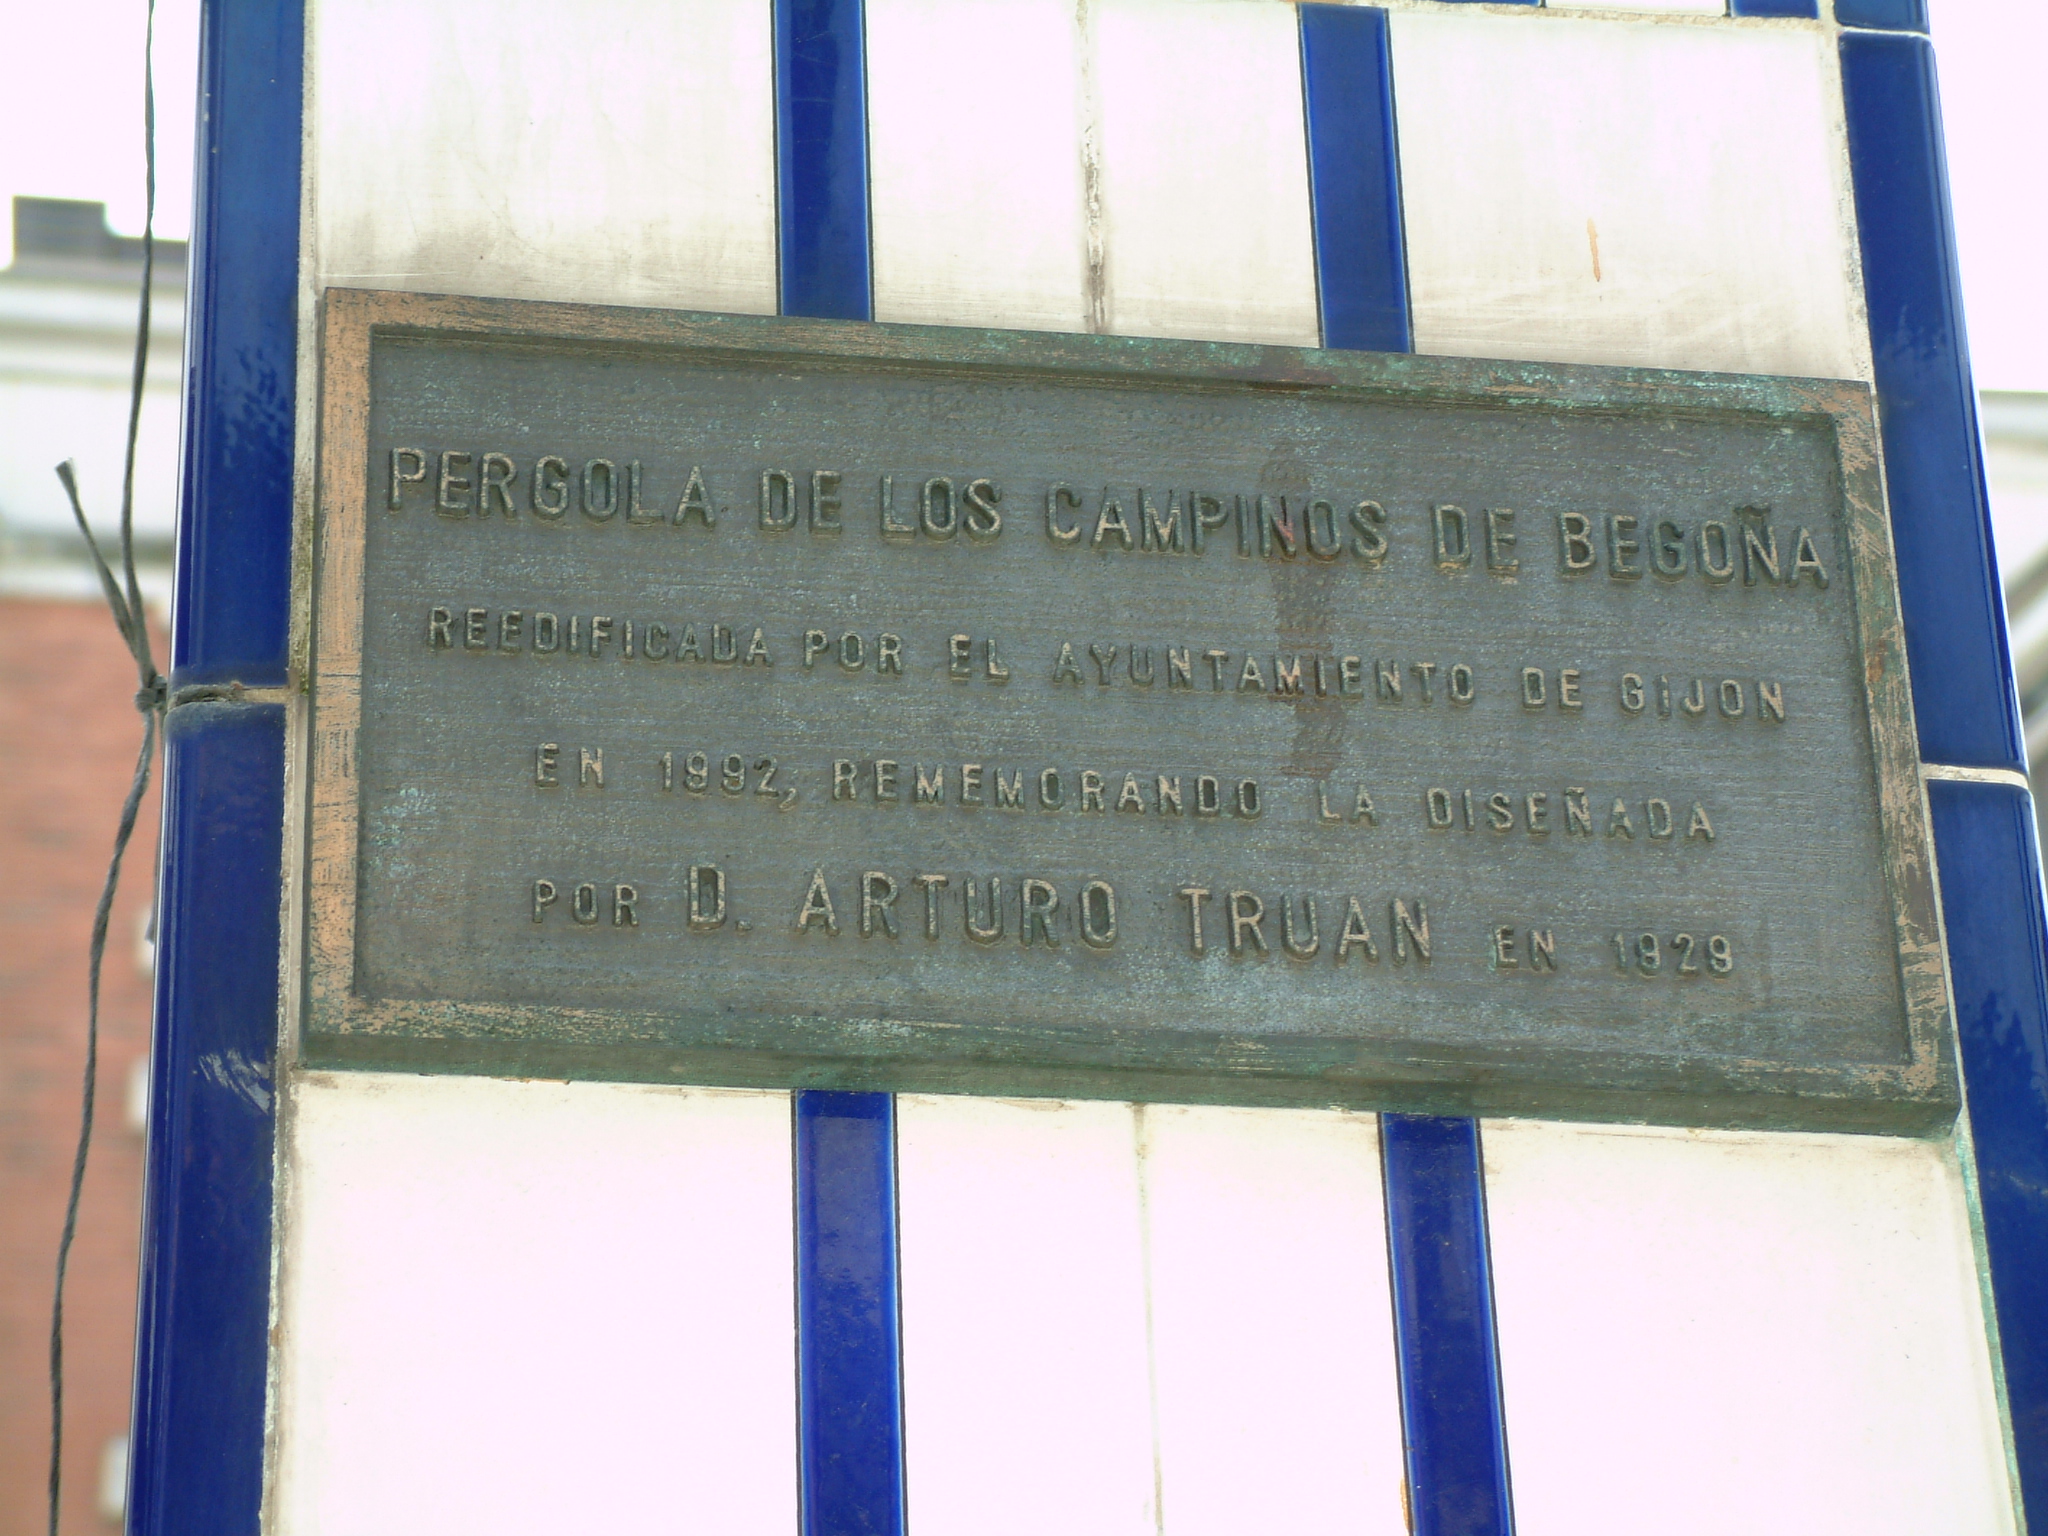 PERGOLA DE LOS CAMPINOS DE BEGOÑA
REEDIFICADA POR EL AYUNTAMIENTO DE GIJON
EN 1992, REMEMORANDO LA DISEÑADA
POR D. ARTURO TRUAN EN 1929